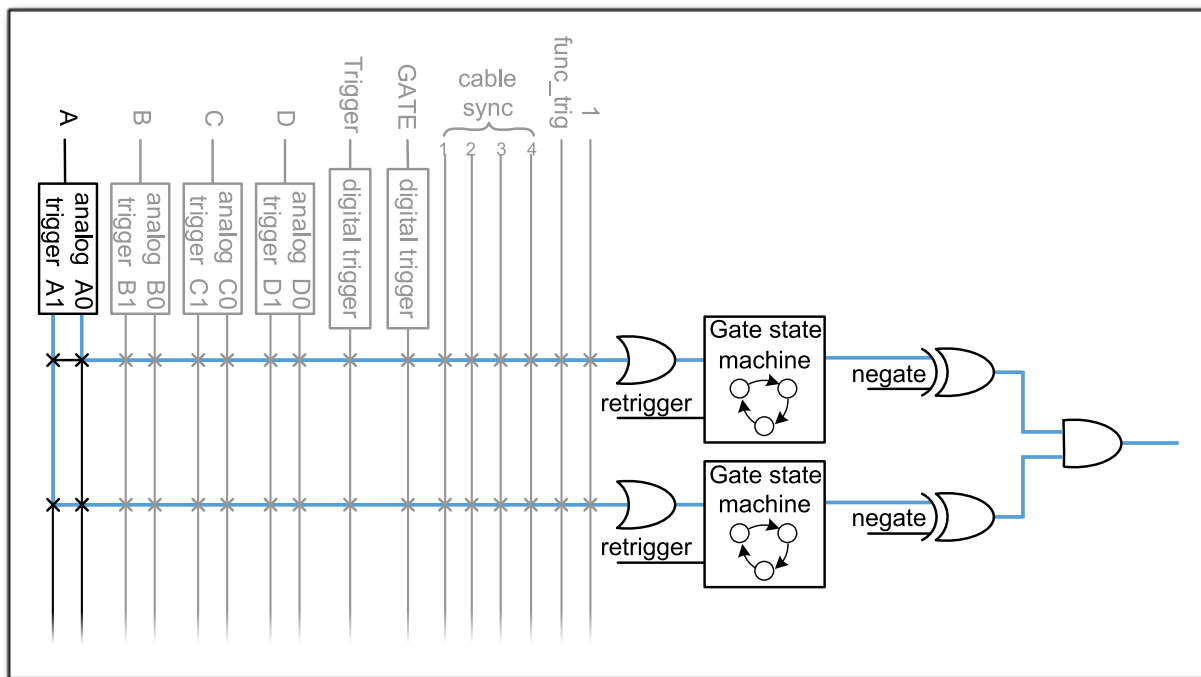 A
B
C
D
Trigger
GATE
cable
sync
func_trig
1
1
2
3
4
analog A0
trigger A1
analog B0
trigger B1
analog C0
trigger C1
analog D0
trigger D1
digital trigger
digital trigger
Gate state
machine
retrigger
negate
Gate state
machine
retrigger
negate